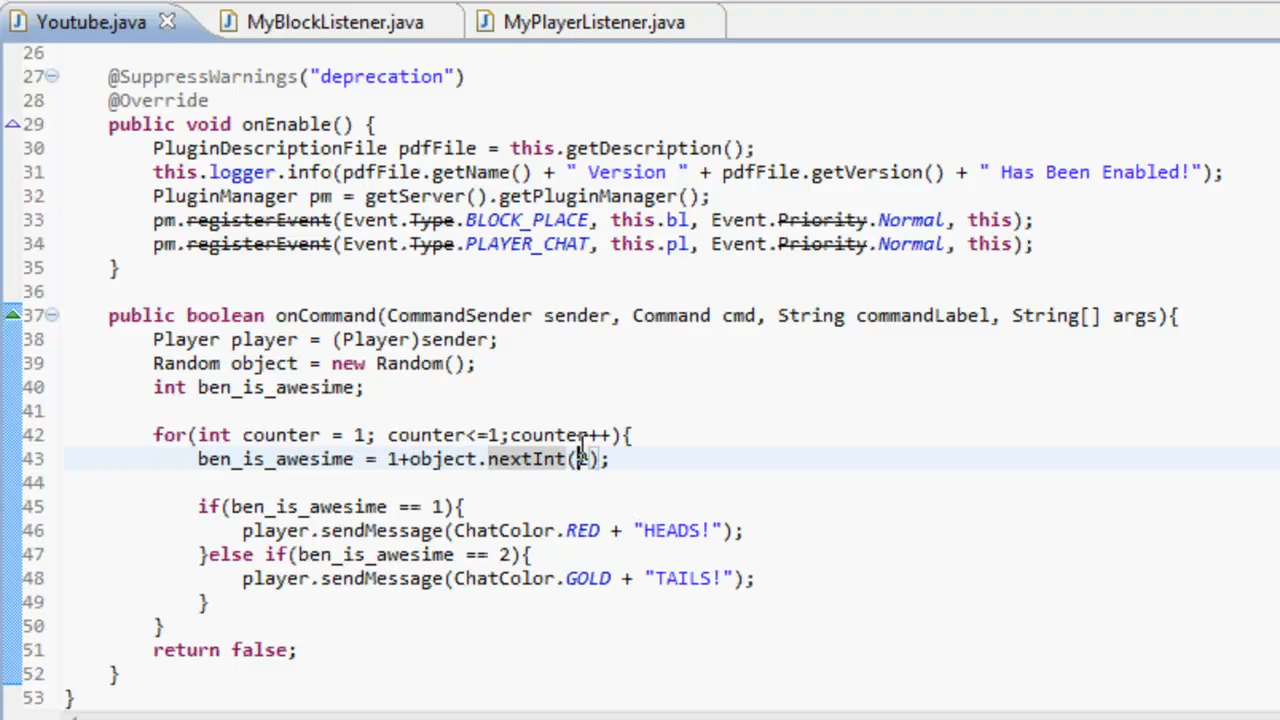 Youtube.java MyBlockListener.java MyPlayerListener.java
26
27 @SuppressWarnings("deprecation")
28 @Override
29 public void onEnable() {
30 PluginDescriptionFile pdfFile = this.getDescription();
31 this.logger.info(pdfFile.getName() + " Version " + pdfFile.getVersion() + " Has Been Enabled!");
32 PluginManager pm = getServer().getPluginManager();
33 pm.registerEvent(Event.Type.BLOCK_PLACE, this.bl, Event.Priority.Normal, this);
34 pm.registerEvent(Event.Type.PLAYER_CHAT, this.pl, Event.Priority.Normal, this);
35 }
36
37 public boolean onCommand(CommandSender sender, Command cmd, String commandLabel, String[] args){
38 Player player = (Player)sender;
39 Random object = new Random();
40 int ben_is_awesime;
41
42 for(int counter = 1; counter<=1;counter++){
43 ben_is_awesime = 1+object.nextInt(2);
44
45 if(ben_is_awesime == 1){
46 player.sendMessage(ChatColor.RED + "HEADS!");
47 }else if(ben_is_awesime == 2){
48 player.sendMessage(ChatColor.GOLD + "TAILS!");
49 }
50 }
51 return false;
52 }
53 }